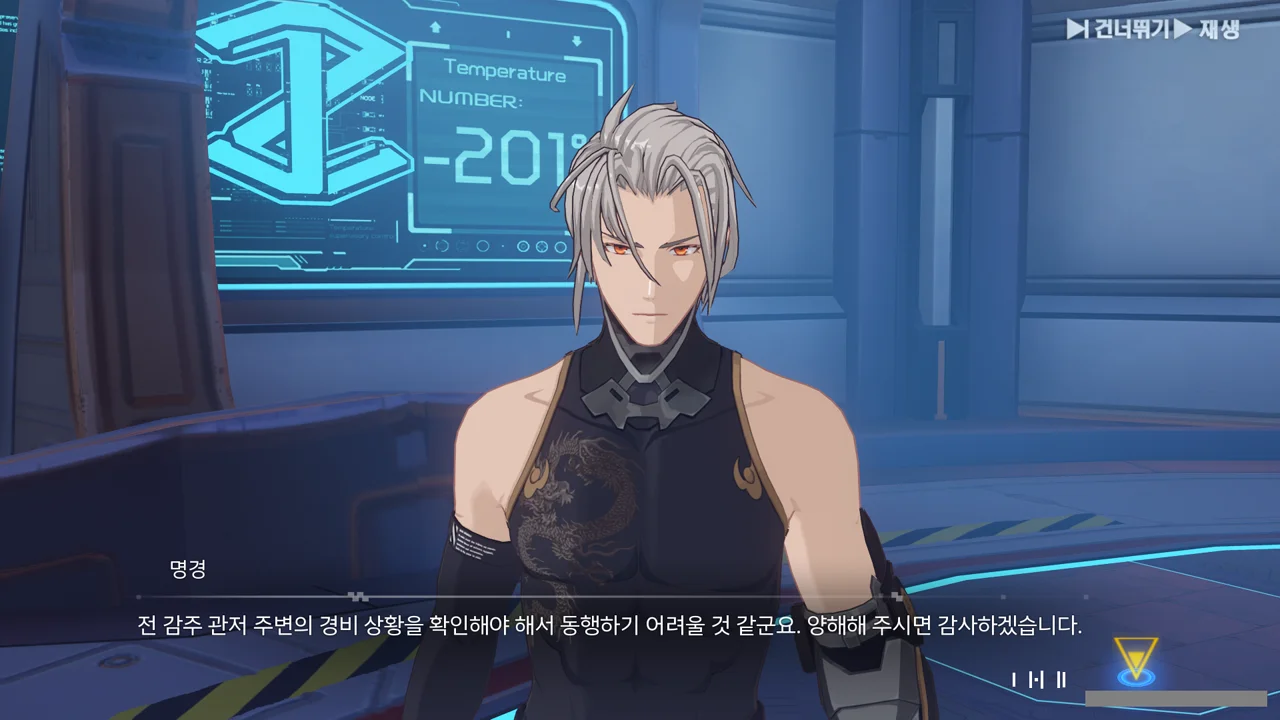 건너뛰기 재생
Temperature
NUMBER:
-201°
명경
전 감주 관저 주변의 경비 상황을 확인해야 해서 동행하기 어려울 것 같군요. 양해해 주시면 감사하겠습니다.